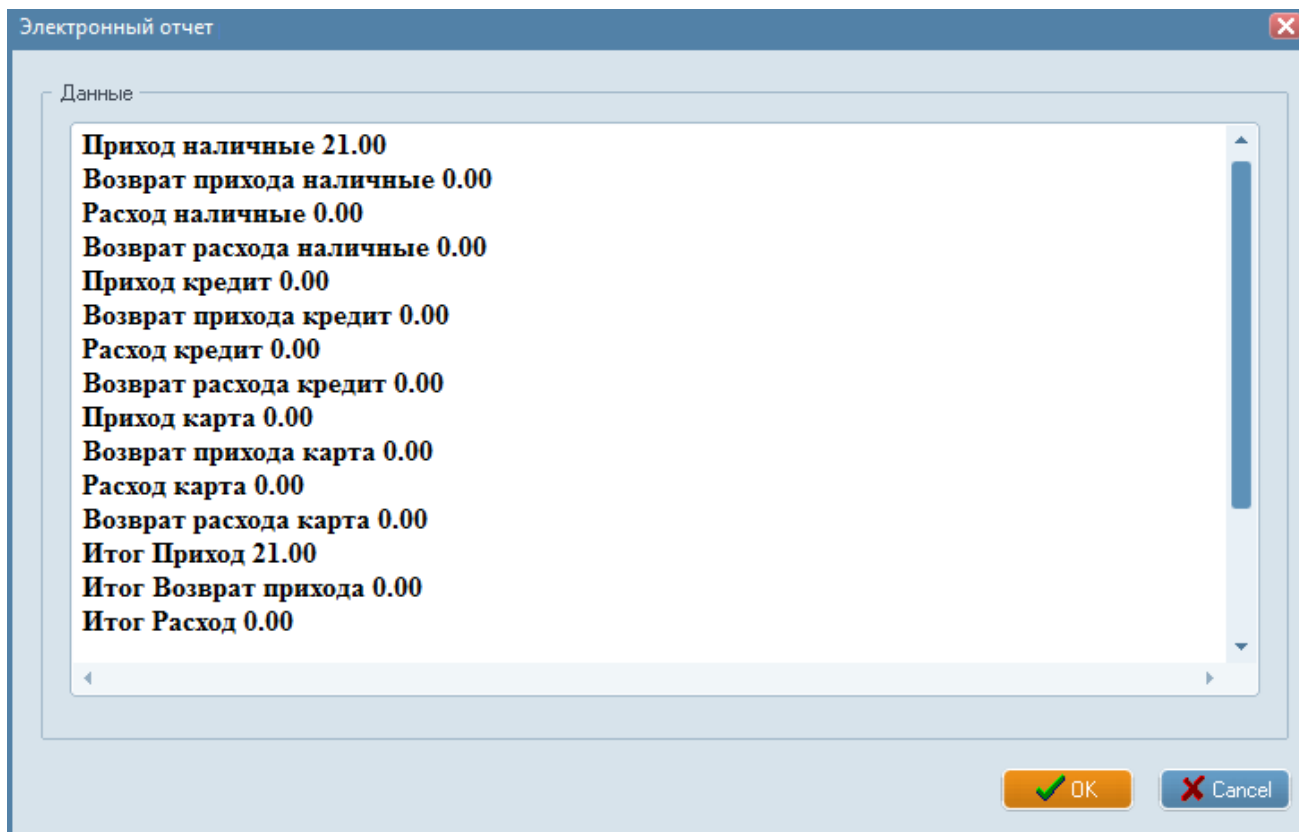 Электронный отчет
Данные
Приход наличные 21.00
Возврат прихода наличные 0.00
Расход наличные 0.00
Возврат расхода наличные 0.00
Приход кредит 0.00
Возврат прихода кредит 0.00
Расход кредит 0.00
Возврат расхода кредит 0.00
Приход карта 0.00
Возврат прихода карта 0.00
Расход карта 0.00
Возврат расхода карта 0.00
Итог Приход 21.00
Итог Возврат прихода 0.00
Итог Расход 0.00
OK Cancel